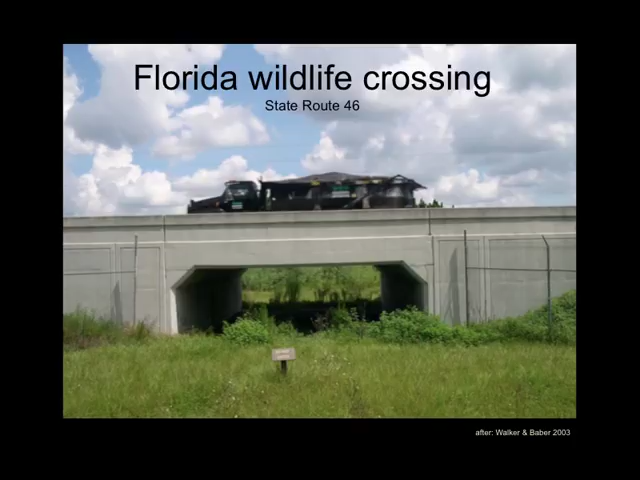 Florida wildlife crossing
State Route 46
after: Walker & Baber 2003